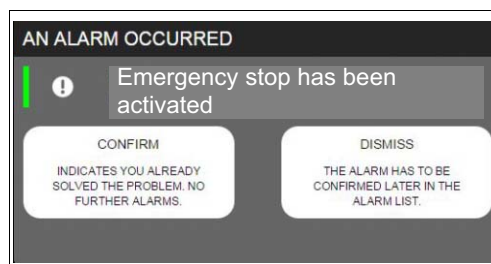 AN ALARM OCCURRED
Emergency stop has been
activated
CONFIRM
INDICATES YOU ALREADY
SOLVED THE PROBLEM. NO
FURTHER ALARMS.
DISMISS
THE ALARM HAS TO BE
CONFIRMED LATER IN THE
ALARM LIST.